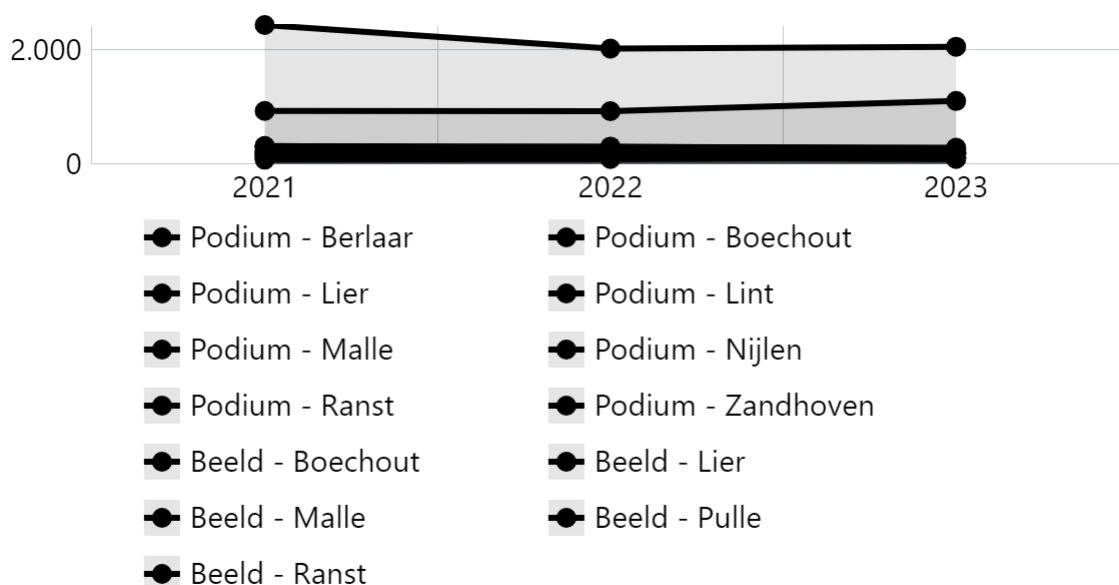 2.000
0
2021 2022 2023
Podium - Berlaar Podium - Boechout
Podium - Lier Podium - Lint
Podium - Malle Podium - Nijlen
Podium - Ranst Podium - Zandhoven
Beeld - Boechout Beeld - Lier
Beeld - Malle Beeld - Pulle
Beeld - Ranst